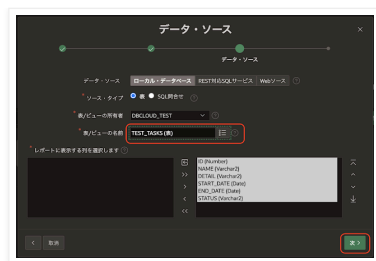 データ・ソース
データ・ソース
データ・ソース ローカル・データベース REST対応SQLサービス Webソース
* ソース・タイプ 表 SQL問合せ
* 表/ビューの所有者 DBCLOUD_TEST
* 表/ビューの名前 TEST_TASKS (表)
* レポートに表示する列を選択します
ID (Number)
NAME (Varchar2)
DETAIL (Varchar2)
START_DATE (Date)
END_DATE (Date)
STATUS (Varchar2)
取消
次